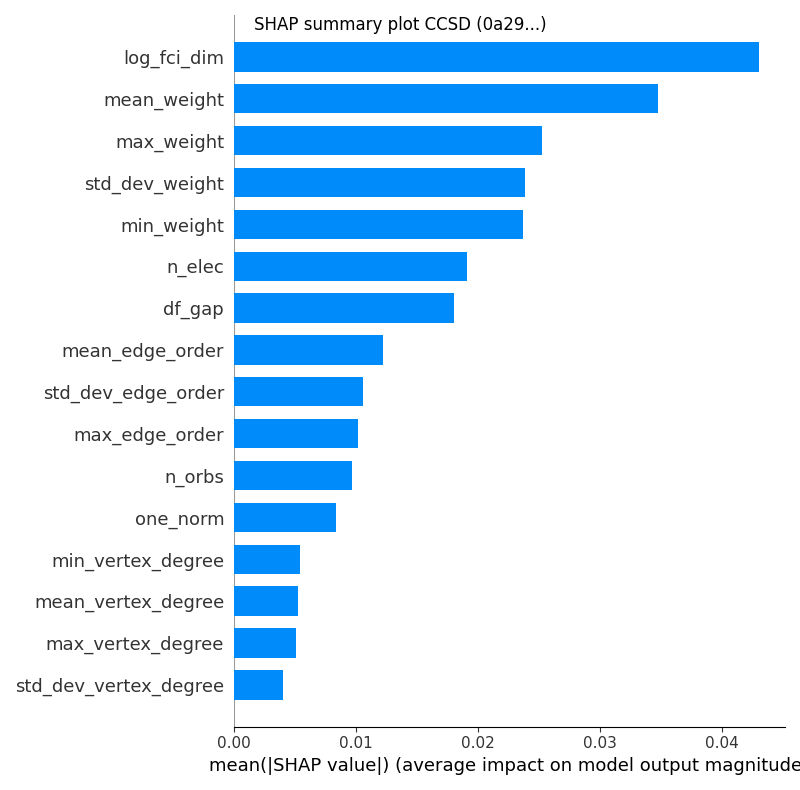 SHAP summary plot CCSD (0a29...)
log_fci_dim
mean_weight
max_weight
std_dev_weight
min_weight
n_elec
df_gap
mean_edge_order
std_dev_edge_order
max_edge_order
n_orbs
one_norm
min_vertex_degree
mean_vertex_degree
max_vertex_degree
std_dev_vertex_degree
0.00 0.01 0.02 0.03 0.04
mean(|SHAP value|) (average impact on model output magnitude